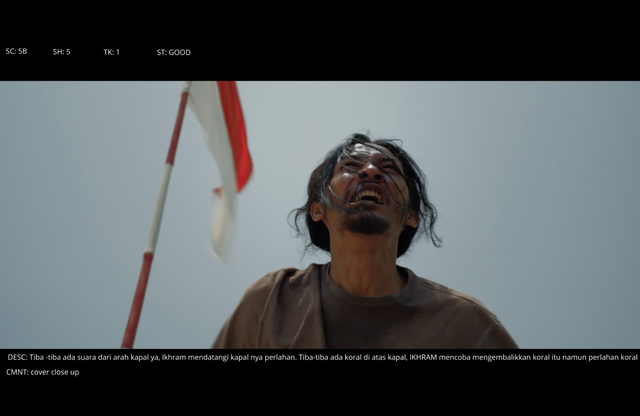 SC: 5B SH: 5 TK: 1 ST: GOOD
DESC: Tiba -tiba ada suara dari arah kapal ya, Ikhram mendatangi kapal nya perlahan. Tiba-tiba ada koral di atas kapal, IKHRAM mencoba mengembalikkan koral itu namun perlahan koral
CMNT: cover close up